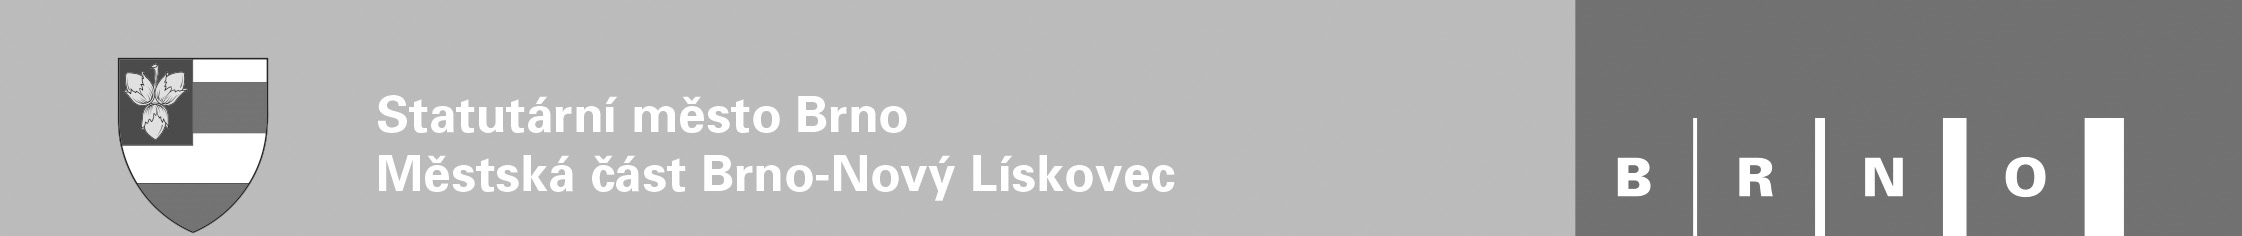 Statutární město Brno
Městská část Brno-Nový Lískovec
B R N O